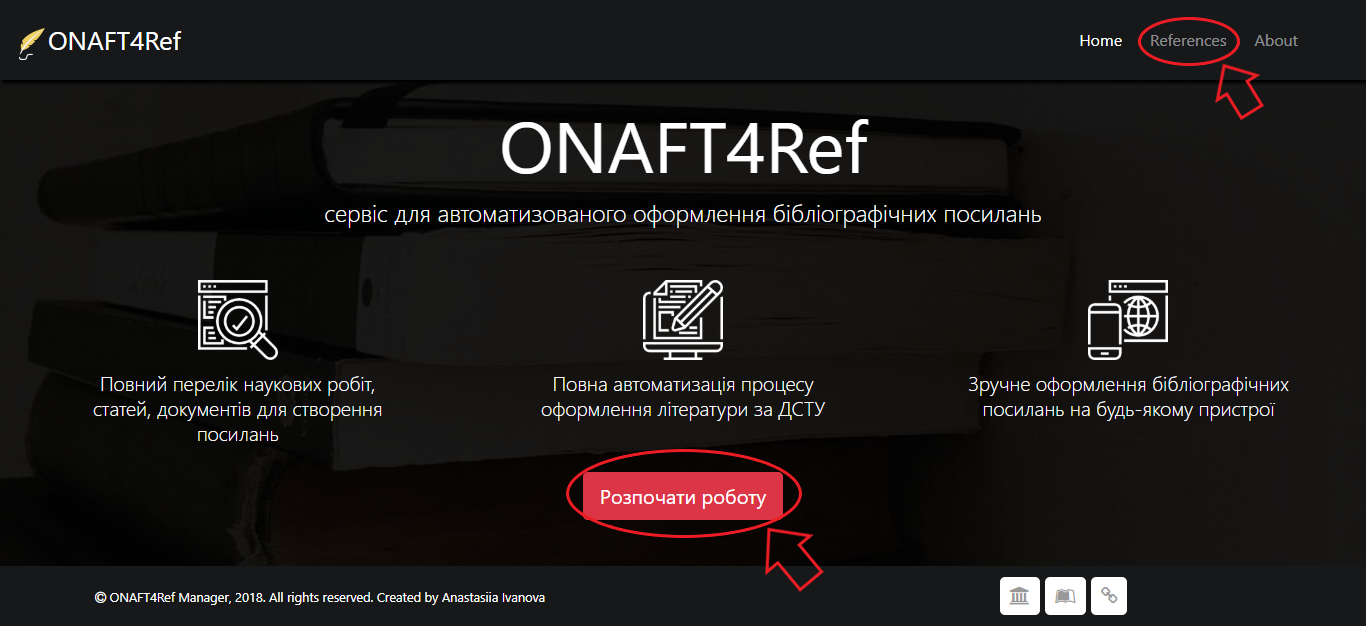 ONAFT4Ref
Home References About
ONAFT4Ref
сервіс для автоматизованого оформлення бібліографічних посилань
Повний перелік наукових робіт,
статей, документів для створення
посилань
Повна автоматизація процесу
оформлення літератури за ДСТУ
Зручне оформлення бібліографічних
посилань на будь-якому пристрої
Розпочати роботу
© ONAFT4Ref Manager, 2018. All rights reserved. Created by Anastasiia Ivanova